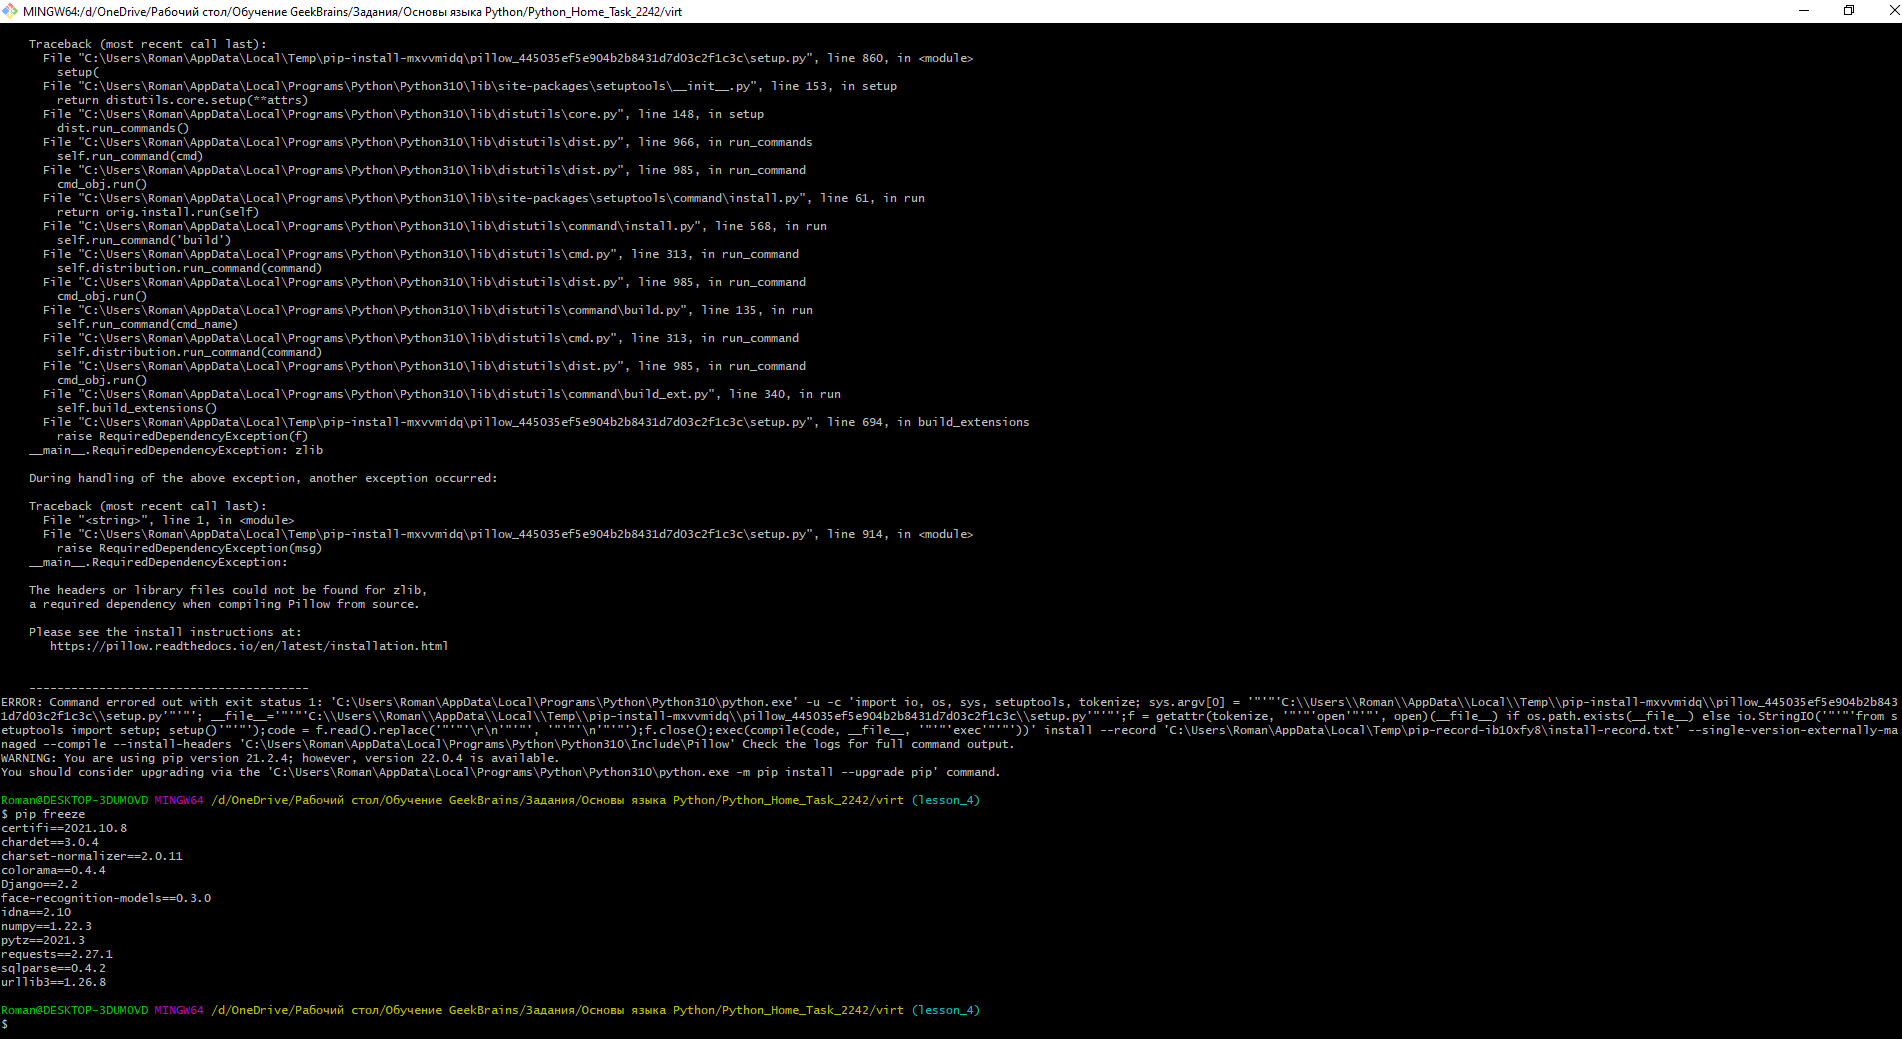 MINGW64:/d/OneDrive/Рабочий стол/Обучение GeekBrains/Задания/Основы языка Python/Python_Home_Task_2242/virt
Traceback (most recent call last):
File "C:\Users\Roman\AppData\Local\Temp\pip-install-mxvvmidq\pillow_445035ef5e904b2b8431d7d03c2f1c3c\setup.py", line 860, in <module>
setup(
File "C:\Users\Roman\AppData\Local\Programs\Python\Python310\lib\site-packages\setuptools\__init__.py", line 153, in setup
return distutils.core.setup(**attrs)
File "C:\Users\Roman\AppData\Local\Programs\Python\Python310\lib\distutils\core.py", line 148, in setup
dist.run_commands()
File "C:\Users\Roman\AppData\Local\Programs\Python\Python310\lib\distutils\dist.py", line 966, in run_commands
self.run_command(cmd)
File "C:\Users\Roman\AppData\Local\Programs\Python\Python310\lib\distutils\dist.py", line 985, in run_command
cmd_obj.run()
File "C:\Users\Roman\AppData\Local\Programs\Python\Python310\lib\site-packages\setuptools\command\install.py", line 61, in run
return orig.install.run(self)
File "C:\Users\Roman\AppData\Local\Programs\Python\Python310\lib\distutils\command\install.py", line 568, in run
self.run_command('build')
File "C:\Users\Roman\AppData\Local\Programs\Python\Python310\lib\distutils\cmd.py", line 313, in run_command
self.distribution.run_command(command)
File "C:\Users\Roman\AppData\Local\Programs\Python\Python310\lib\distutils\dist.py", line 985, in run_command
cmd_obj.run()
File "C:\Users\Roman\AppData\Local\Programs\Python\Python310\lib\distutils\command\build.py", line 135, in run
self.run_command(cmd_name)
File "C:\Users\Roman\AppData\Local\Programs\Python\Python310\lib\distutils\cmd.py", line 313, in run_command
self.distribution.run_command(command)
File "C:\Users\Roman\AppData\Local\Programs\Python\Python310\lib\distutils\dist.py", line 985, in run_command
cmd_obj.run()
File "C:\Users\Roman\AppData\Local\Programs\Python\Python310\lib\distutils\command\build_ext.py", line 340, in run
self.build_extensions()
File "C:\Users\Roman\AppData\Local\Temp\pip-install-mxvvmidq\pillow_445035ef5e904b2b8431d7d03c2f1c3c\setup.py", line 694, in build_extensions
raise RequiredDependencyException(f)
__main__.RequiredDependencyException: zlib
During handling of the above exception, another exception occurred:
Traceback (most recent call last):
File "<string>", line 1, in <module>
File "C:\Users\Roman\AppData\Local\Temp\pip-install-mxvvmidq\pillow_445035ef5e904b2b8431d7d03c2f1c3c\setup.py", line 914, in <module>
raise RequiredDependencyException(msg)
__main__.RequiredDependencyException:
The headers or library files could not be found for zlib,
a required dependency when compiling Pillow from source.
Please see the install instructions at:
https://pillow.readthedocs.io/en/latest/installation.html
----------------------------------------
ERROR: Command errored out with exit status 1: 'C:\Users\Roman\AppData\Local\Programs\Python\Python310\python.exe' -u -c 'import io, os, sys, setuptools, tokenize; sys.argv[0] = '"'"'C:\\Users\\Roman\\AppData\\Local\\Temp\\pip-install-mxvvmidq\\pillow_445035ef5e904b2b843
1d7d03c2f1c3c\\setup.py'"'"'; __file__='"'"'C:\\Users\\Roman\\AppData\\Local\\Temp\\pip-install-mxvvmidq\\pillow_445035ef5e904b2b8431d7d03c2f1c3c\\setup.py'"'"';f = getattr(tokenize, '"'"'open'"'"', open)(__file__) if os.path.exists(__file__) else io.StringIO('"'"'from s
etuptools import setup; setup()'"'"');code = f.read().replace('"'"'\r\n'"'"', '"'"'\n'"'"');f.close();exec(compile(code, __file__, '"'"'exec'"'"'))' install --record 'C:\Users\Roman\AppData\Local\Temp\pip-record-ib10xfy8\install-record.txt' --single-version-externally-ma
naged --compile --install-headers 'C:\Users\Roman\AppData\Local\Programs\Python\Python310\Include\Pillow' Check the logs for full command output.
WARNING: You are using pip version 21.2.4; however, version 22.0.4 is available.
You should consider upgrading via the 'C:\Users\Roman\AppData\Local\Programs\Python\Python310\python.exe -m pip install --upgrade pip' command.
Roman@DESKTOP-3DUMOVD MINGW64 /d/OneDrive/Рабочий стол/Обучение GeekBrains/Задания/Основы языка Python/Python_Home_Task_2242/virt (lesson_4)
$ pip freeze
certifi==2021.10.8
chardet==3.0.4
charset-normalizer==2.0.11
colorama==0.4.4
Django==2.2
face-recognition-models==0.3.0
idna==2.10
numpy==1.22.3
pytz==2021.3
requests==2.27.1
sqlparse==0.4.2
urllib3==1.26.8
Roman@DESKTOP-3DUMOVD MINGW64 /d/OneDrive/Рабочий стол/Обучение GeekBrains/Задания/Основы языка Python/Python_Home_Task_2242/virt (lesson_4)
$